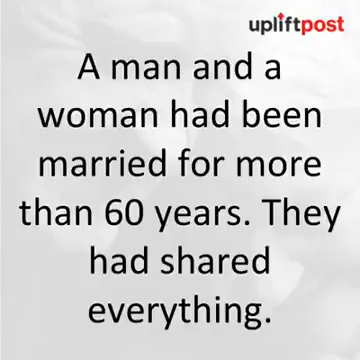 upliftpost
A man and a
woman had been
married for more
than 60 years. They
had shared
everything.